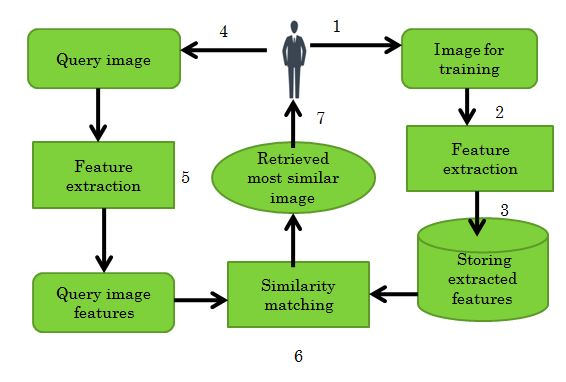 4
1
Query image
Image for
training
2
7
Feature
extraction
5
Retrieved
most similar
image
Feature
extraction
3
Query image
features
Similarity
matching
Storing
extracted
features
6